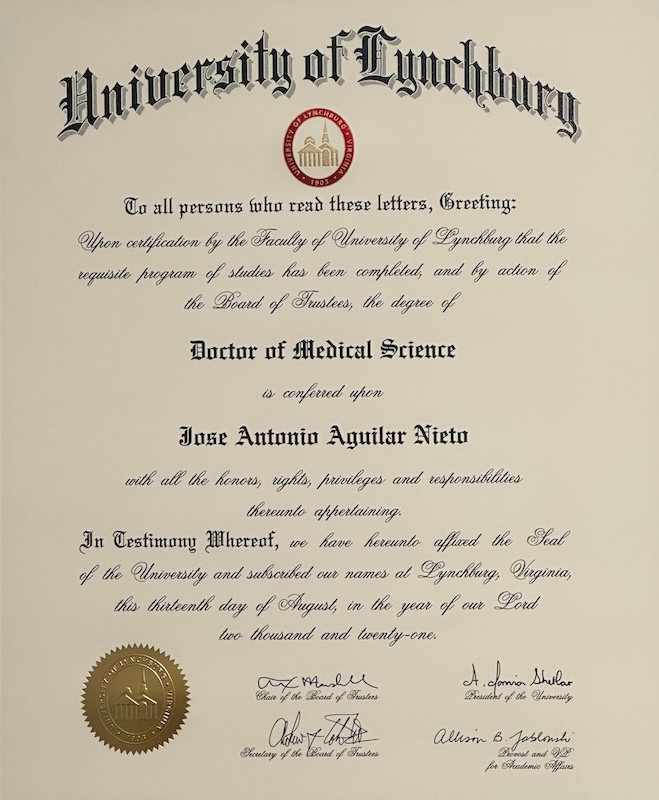 University of Lynchburg
UNIVERSITY OF LYNCHBURG • VIRGINIA • 1903 •
To all persons who read these letters, Greeting:
Upon certification by the Faculty of University of Lynchburg that the
requisite program of studies has been completed, and by action of
the Board of Trustees, the degree of
Doctor of Medical Science
is conferred upon
Jose Antonio Aguilar Nieto
with all the honors, rights, privileges and responsibilities
thereunto appertaining.
In Testimony Whereof, we have hereunto affixed the Seal
of the University and subscribed our names at Lynchburg, Virginia,
this thirteenth day of August, in the year of our Lord
two thousand and twenty-one.
UNIVERSITY OF LYNCHBURG • VIRGINIA • 1903 •
Chair of the Board of Trustees
President of the University
Allison B. Jablonski
Secretary of the Board of Trustees
Provost and VP
for Academic Affairs